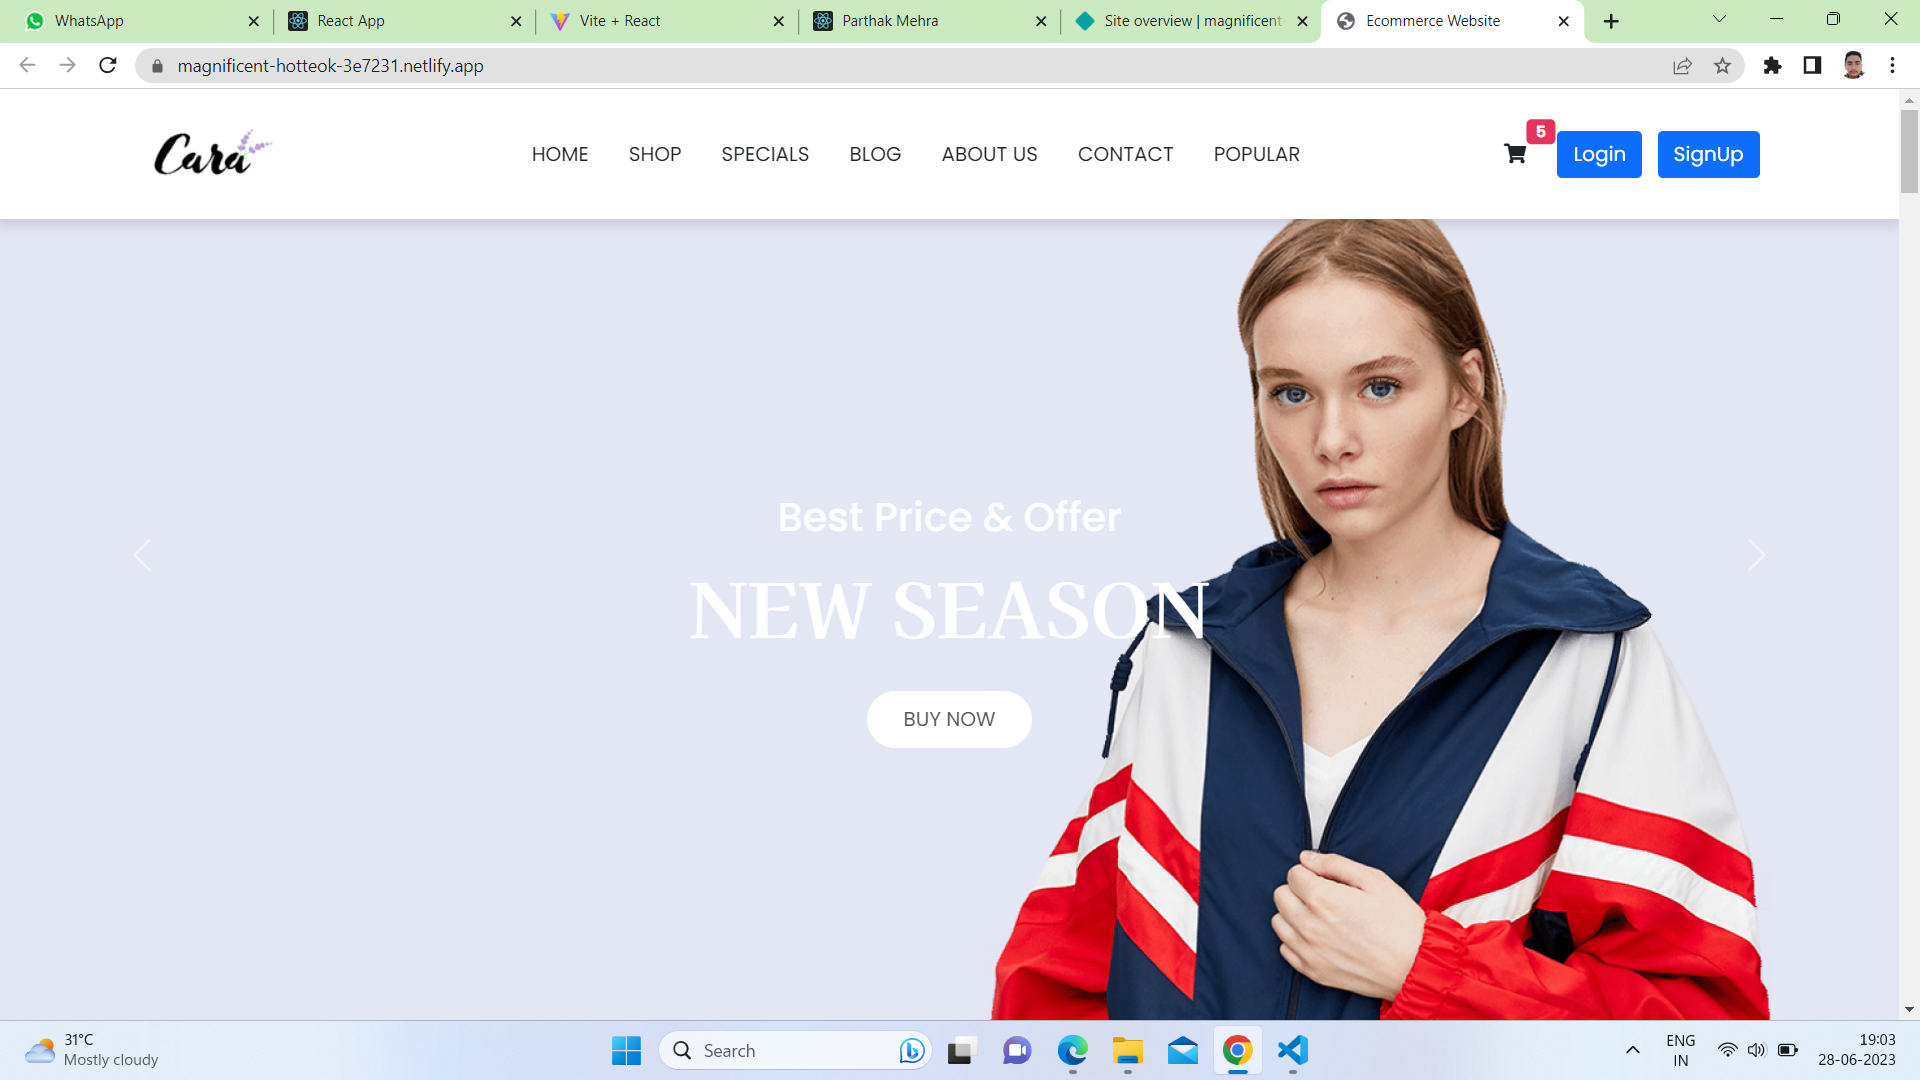 WhatsApp
React App
Vite + React
Parthak Mehra
Site overview | magnificent-
Ecommerce Website
magnificent-hotteok-3e7231.netlify.app
Cara
HOME SHOP SPECIALS BLOG ABOUT US CONTACT POPULAR
5
Login SignUp
Best Price & Offer
NEW SEASON
BUY NOW
31°C
Mostly cloudy
Search
ENG
IN
19:03
28-06-2023